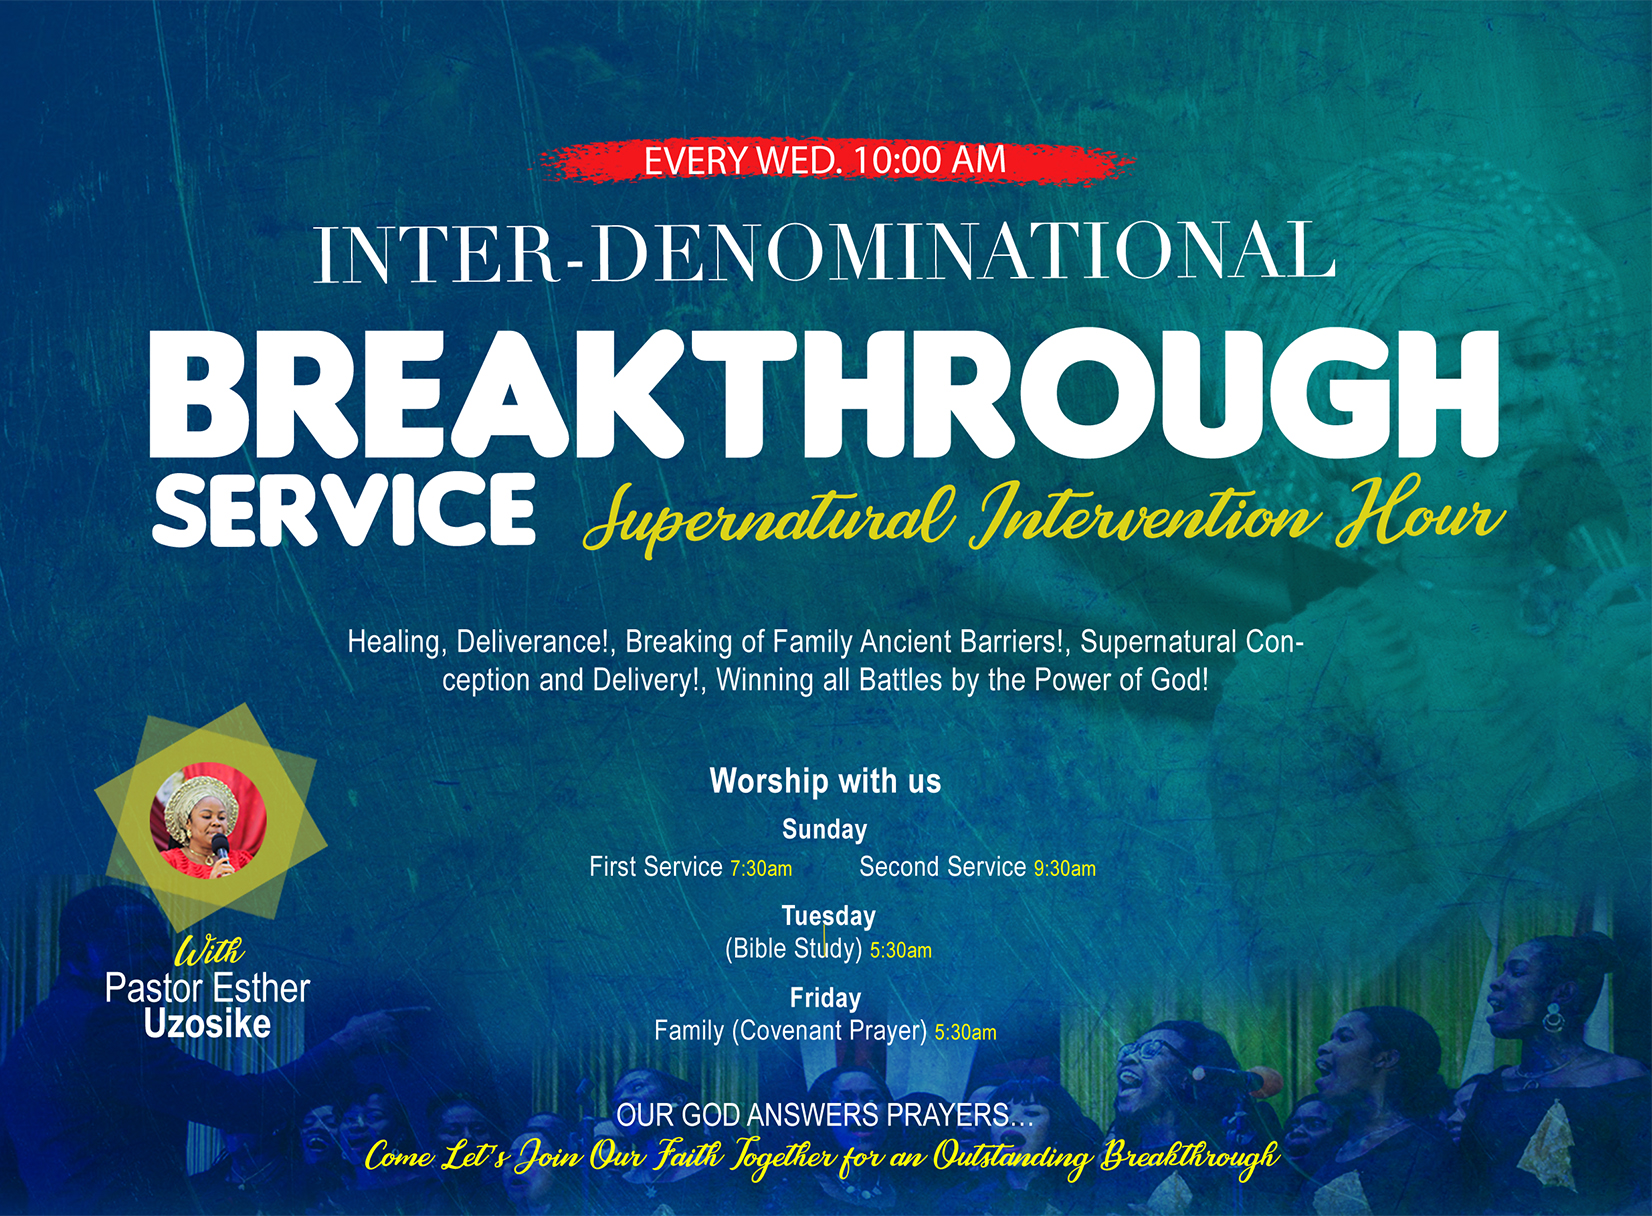 EVERY WED. 10:00 AM
INTER-DENOMINATIONAL
BREAKTHROUGH
SERVICE Supernatural Intervention Hour
Healing, Deliverance!, Breaking of Family Ancient Barriers!, Supernatural Con-
ception and Delivery!, Winning all Battles by the Power of God!
Worship with us
Sunday
First Service 7:30am Second Service 9:30am
Tuesday
(Bible Study) 5:30am
Friday
Family (Covenant Prayer) 5:30am
With
Pastor Esther
Uzosike
OUR GOD ANSWERS PRAYERS...
Come Let's Join Our Faith Together for an Outstanding Breakthrough